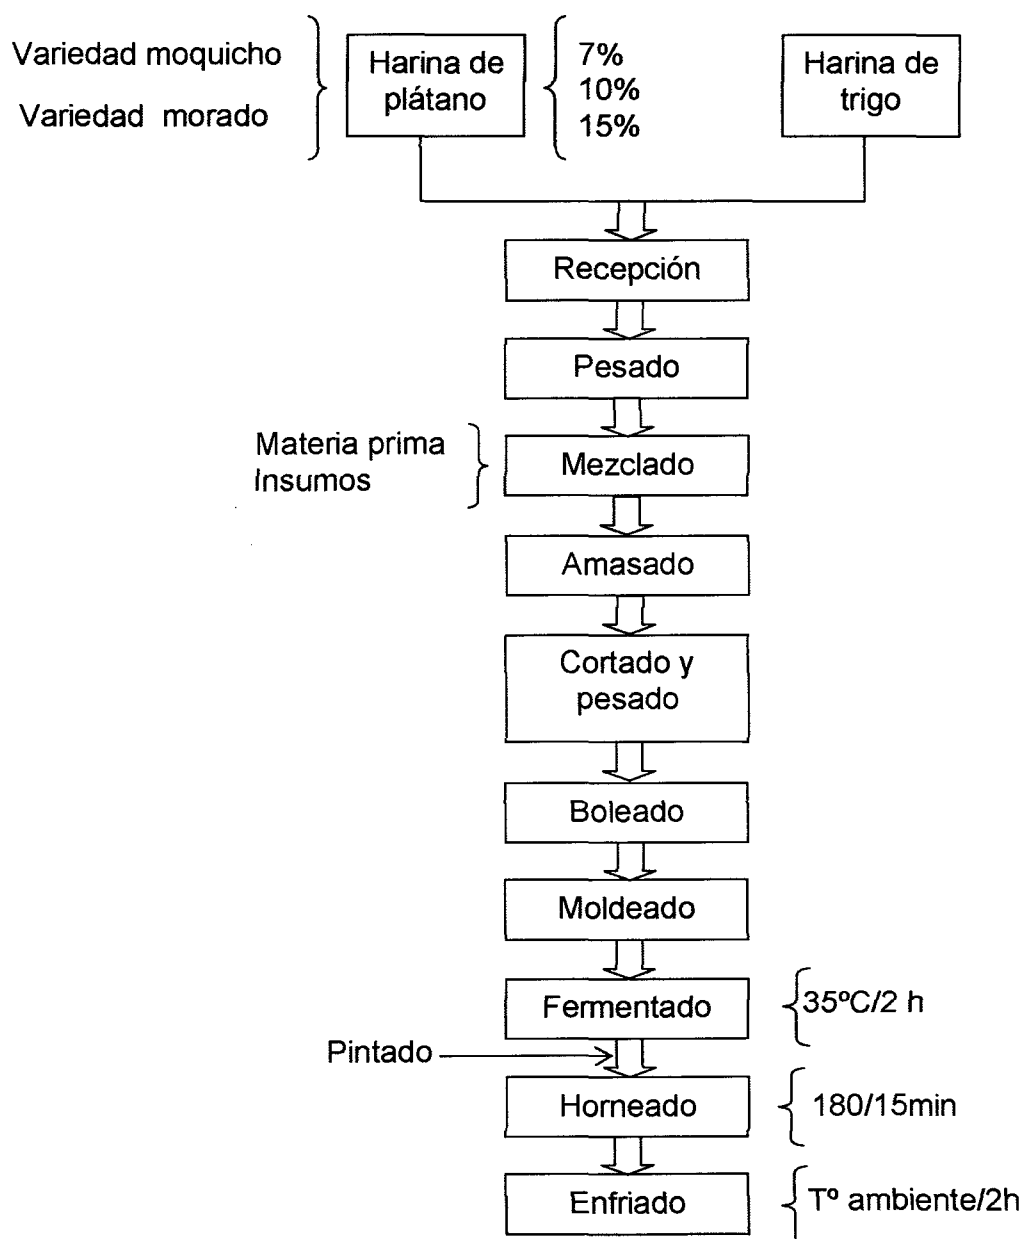 Variedad moquicho
Variedad morado
Harina de
plátano
7%
10%
15%
Harina de
trigo
Recepción
Pesado
Materia prima
Insumos
Mezclado
Amasado
Cortado y
pesado
Boleado
Moldeado
Fermentado
35ºC/2 h
Pintado
Horneado
180/15min
Enfriado
Tº ambiente/2h